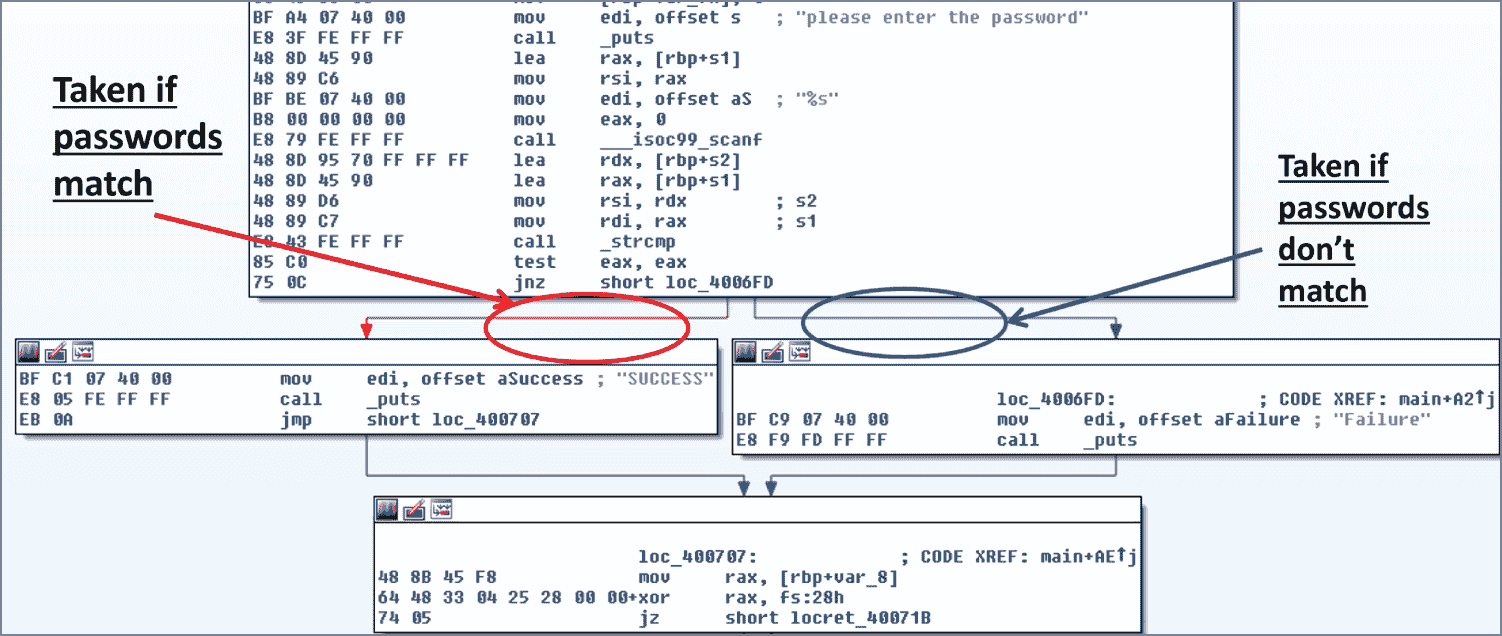 BF A4 07 40 00 mov edi, offset s ; "please enter the password"
E8 3F FE FF FF call _puts
48 8D 45 90 lea rax, [rbp+s1]
48 89 C6 mov rsi, rax
BF BE 07 40 00 mov edi, offset aS ; "%s"
B8 00 00 00 00 mov eax, 0
E8 79 FE FF FF call ___isoc99_scanf
48 8D 95 70 FF FF FF lea rdx, [rbp+s2]
48 8D 45 90 lea rax, [rbp+s1]
48 89 D6 mov rsi, rdx ; s2
48 89 C7 mov rdi, rax ; s1
E8 43 FE FF FF call _strcmp
85 C0 test eax, eax
75 0C jnz short loc_4006FD
Taken if
passwords
match
Taken if
passwords
don't
match
BF C1 07 40 00 mov edi, offset aSuccess ; "SUCCESS"
E8 05 FE FF FF call _puts
EB 0A jmp short loc_400707
loc_4006FD: ; CODE XREF: main+A2↑j
BF C9 07 40 00 mov edi, offset aFailure ; "Failure"
E8 F9 FD FF FF call _puts
loc_400707: ; CODE XREF: main+AE↑j
48 8B 45 F8 mov rax, [rbp+var_8]
64 48 33 04 25 28 00 00+xor rax, fs:28h
74 05 jz short locret_40071B